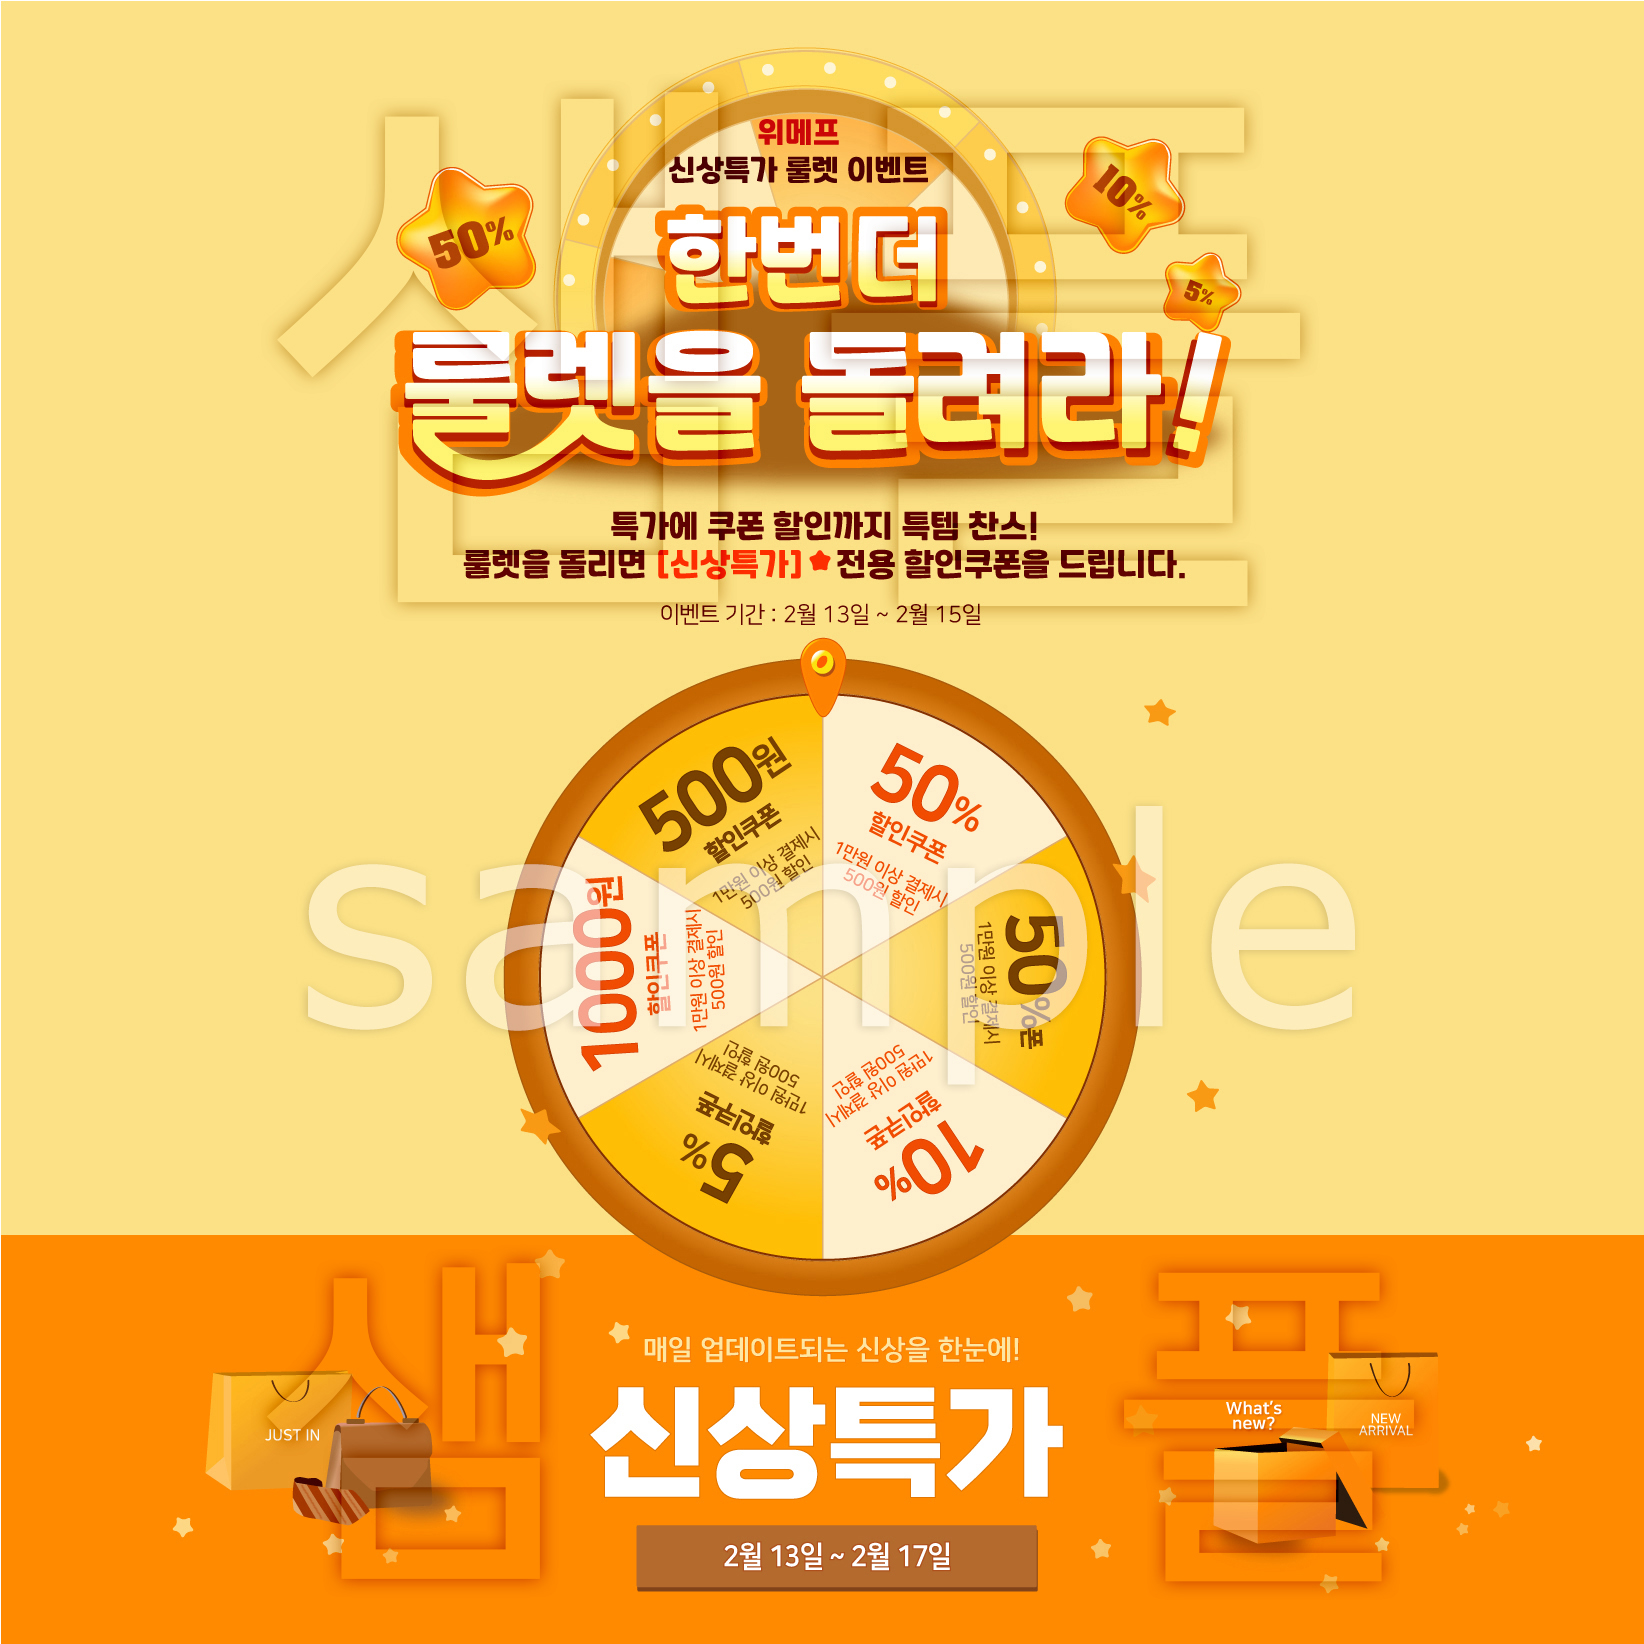 위메프
신상특가 룰렛 이벤트
50%
10%
5%
한번 더
룰렛을 돌려라!
특가에 쿠폰 할인까지 특템 찬스!
룰렛을 돌리면 [신상특가] 전용 할인쿠폰을 드립니다.
이벤트 기간 : 2월 13일 ~ 2월 15일
샘플
500원
할인쿠폰
1만원 이상 결제시
500원 할인
50%
할인쿠폰
1만원 이상 결제시
500원 할인
50%
폰
1만원 이상 결제시
500원 할인
10%
할인쿠폰
1만원 이상 결제시
500원 할인
5%
할인쿠폰
1만원 이상 결제시
500원 할인
1000원
할인쿠폰
1만원 이상 결제시
500원 할인
sample
매일 업데이트되는 신상을 한눈에!
신상특가
2월 13일 ~ 2월 17일
JUST IN
What's
new?
NEW
ARRIVAL
샘플